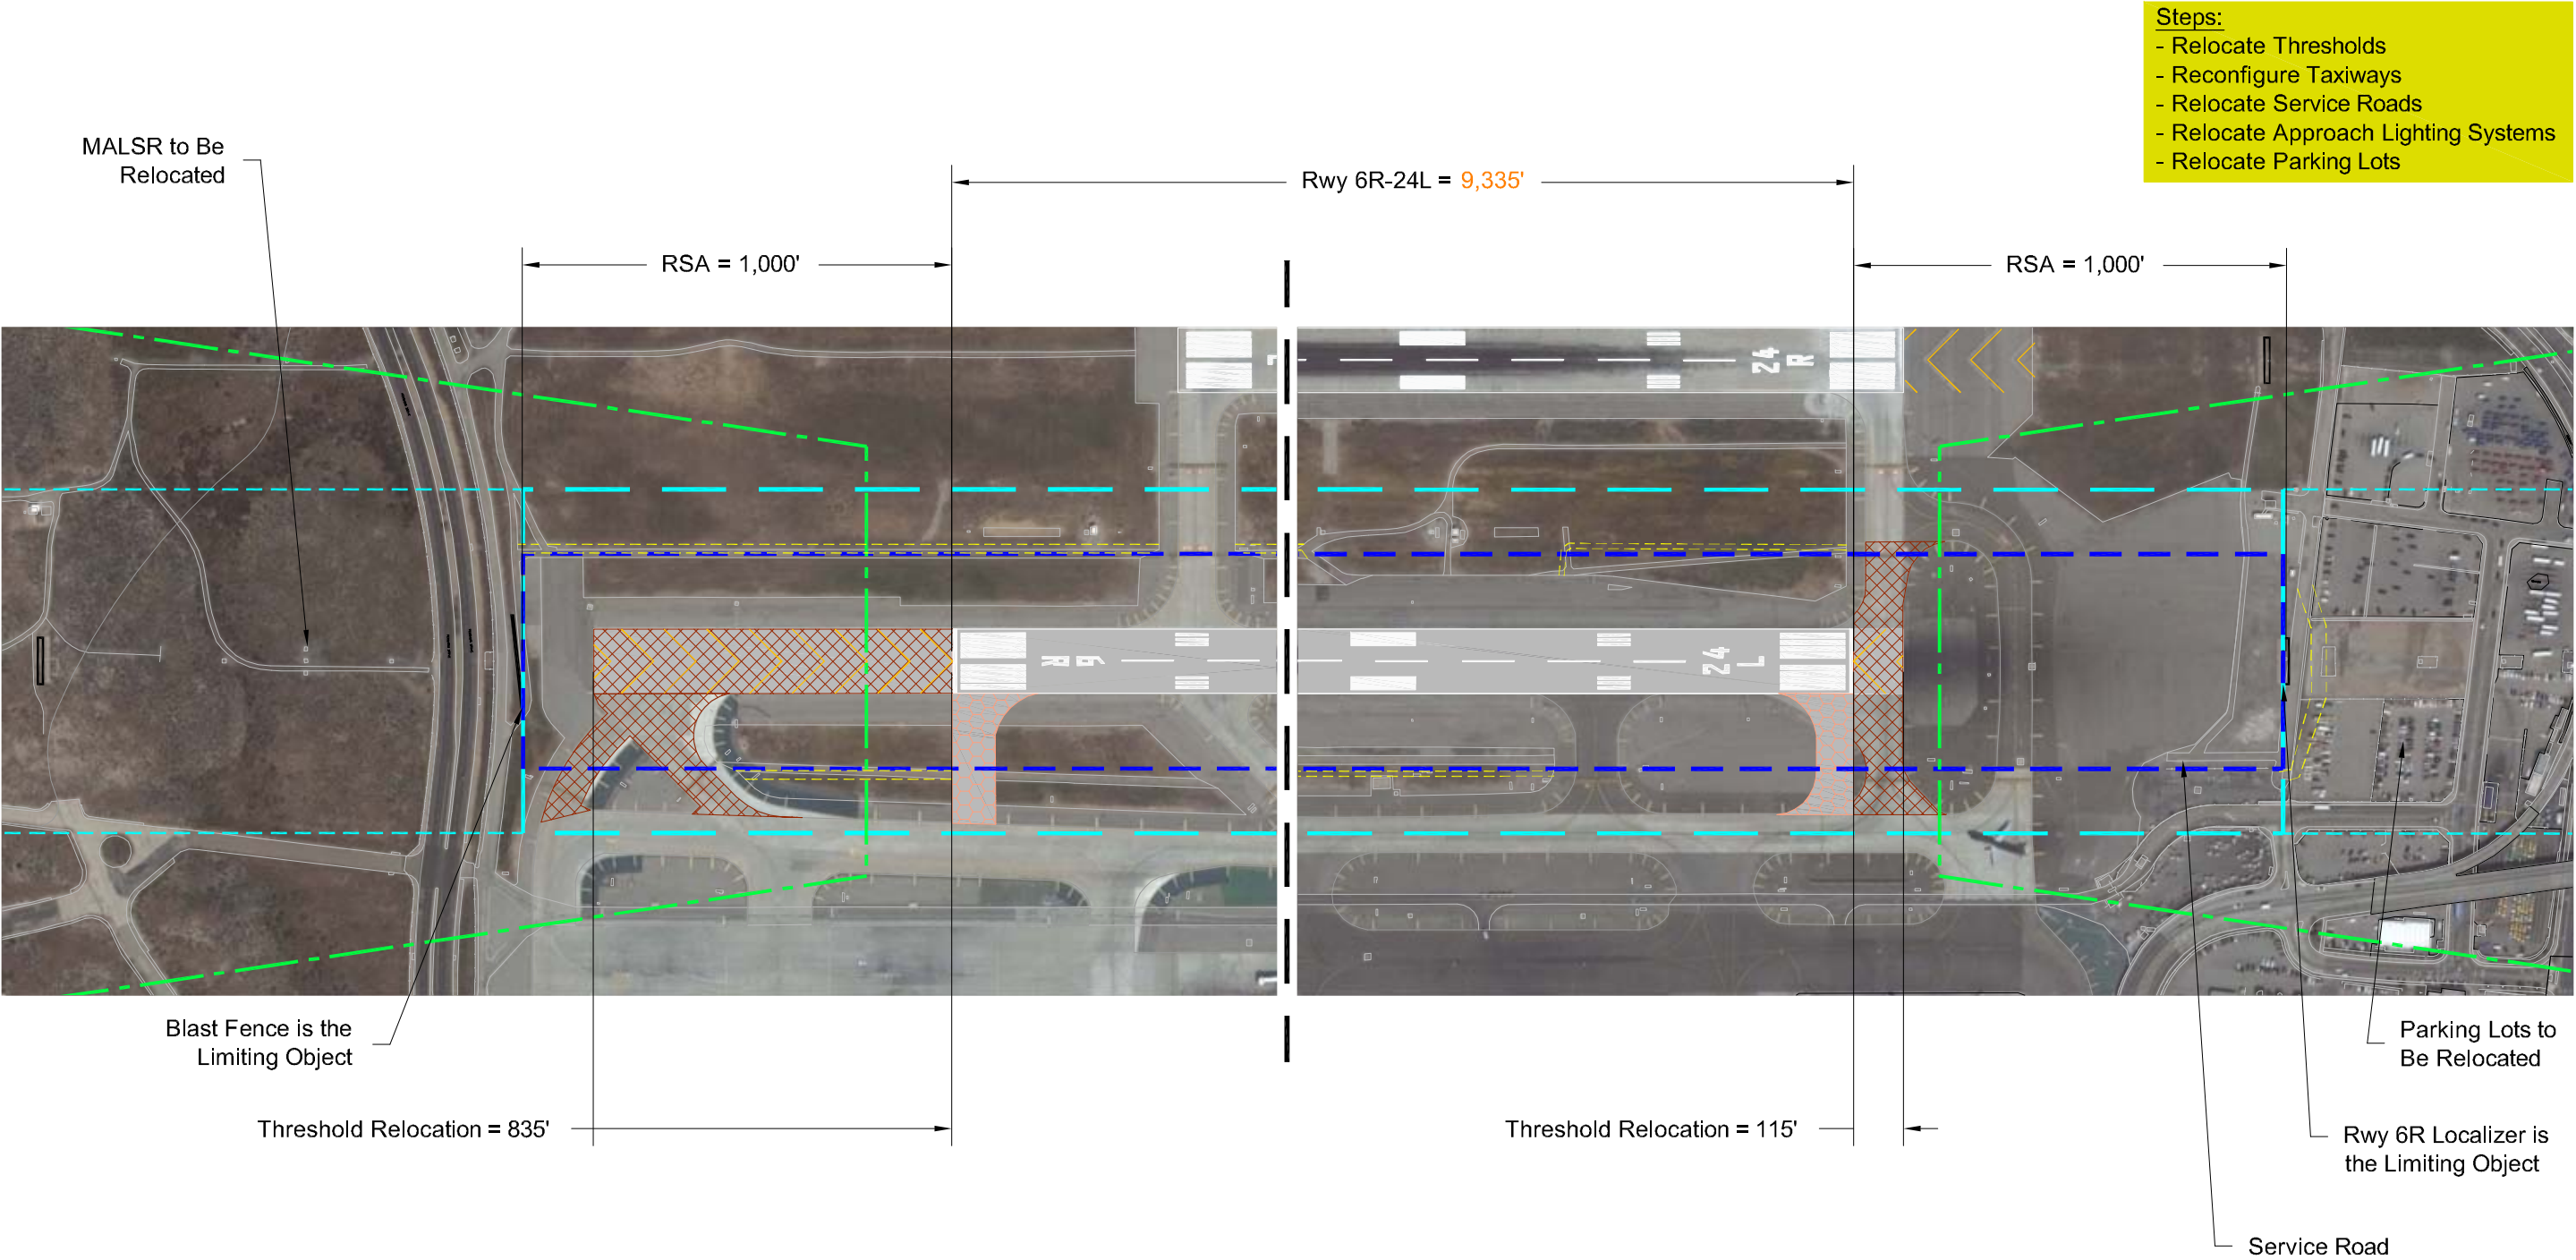 Steps:
- Relocate Thresholds
- Reconfigure Taxiways
- Relocate Service Roads
- Relocate Approach Lighting Systems
- Relocate Parking Lots
MALSR to Be
Relocated
Rwy 6R-24L = 9,335'
RSA = 1,000'
RSA = 1,000'
24
R
6
R
24
L
Blast Fence is the
Limiting Object
Parking Lots to
Be Relocated
Threshold Relocation = 835'
Threshold Relocation = 115'
Rwy 6R Localizer is
the Limiting Object
Service Road